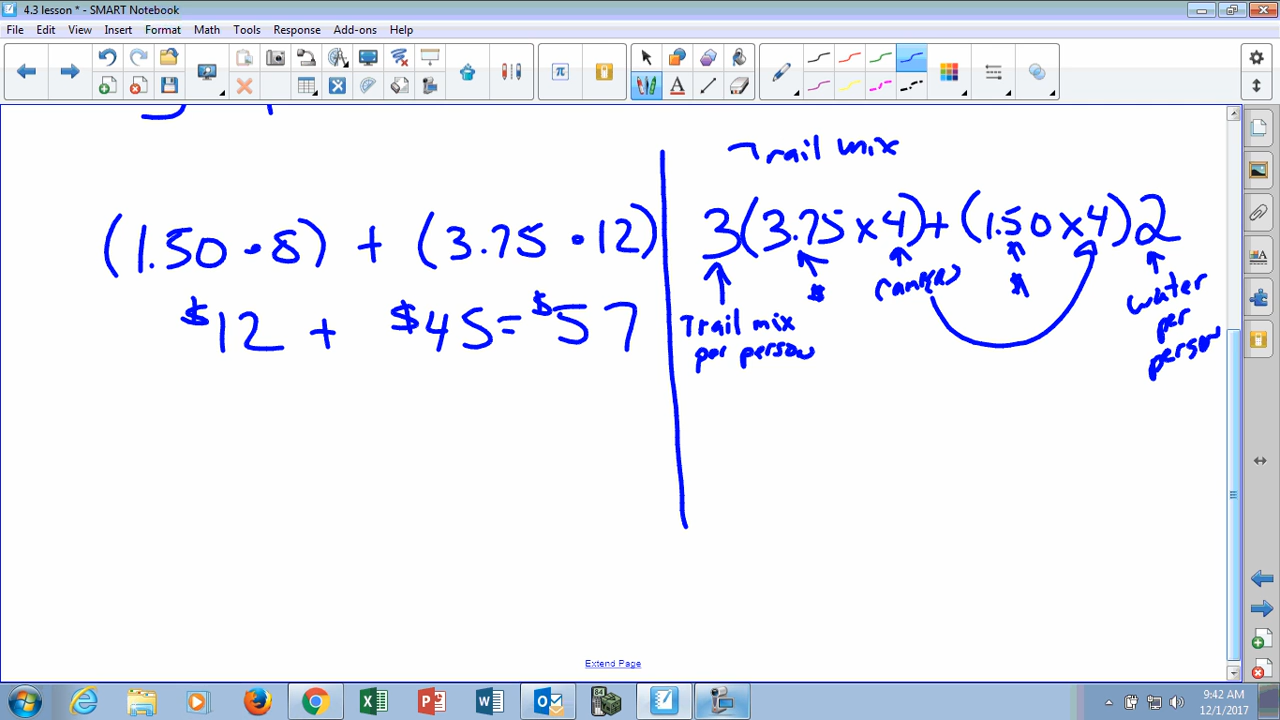 4.3 lesson * - SMART Notebook
File Edit View Insert Format Math Tools Response Add-ons Help
Trail mix
(1.50 • 8) + (3.75 • 12)
$12 + $45 = $57
3(3.75 x 4) + (1.50 x 4)2
$
$
Trail mix
per person
water
per
person
Extend Page
9:42 AM
12/1/2017